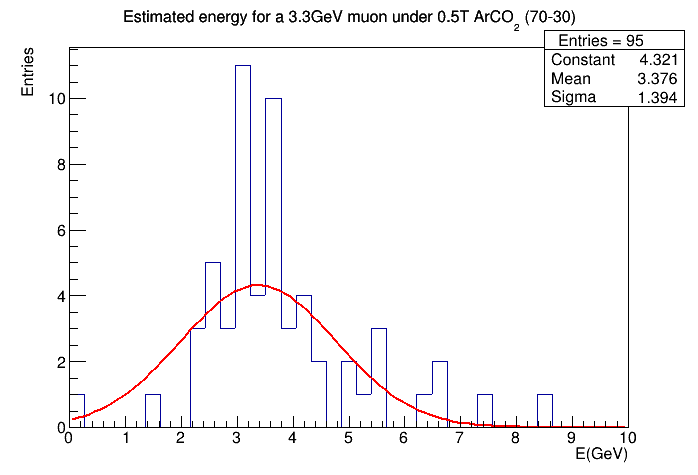 Estimated energy for a 3.3GeV muon under 0.5T ArCO₂ (70-30)
Entries = 95
Constant 4.321
Mean 3.376
Sigma 1.394
Entries
10
8
6
4
2
0
0 1 2 3 4 5 6 7 8 9 10
E(GeV)